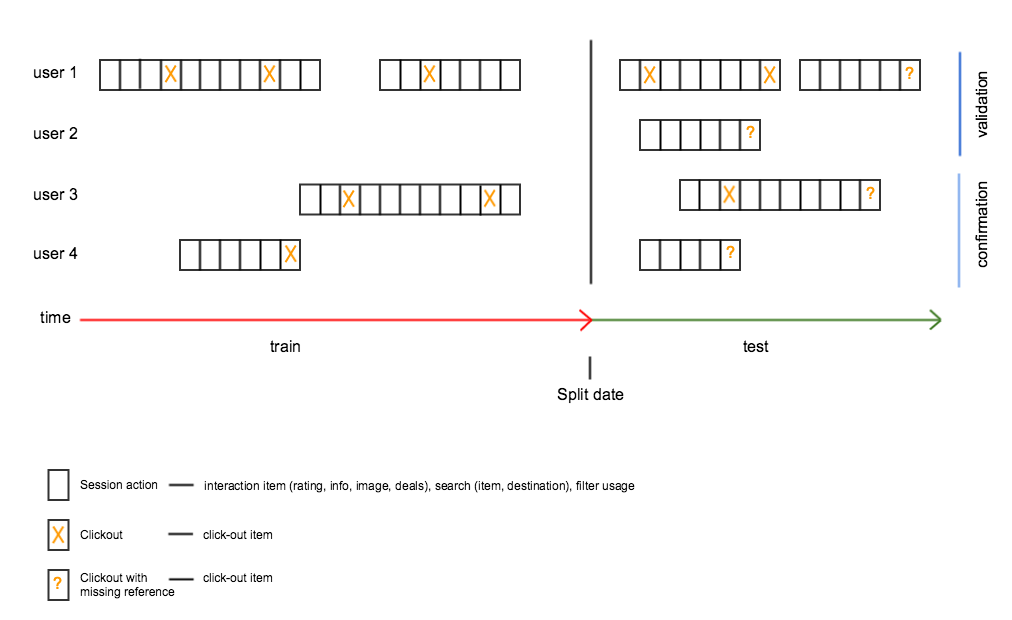 user 1
X
X
X
X
X
?
user 2
?
user 3
X
X
X
?
user 4
X
?
validation
confirmation
time
train
test
Split date
Session action interaction item (rating, info, image, deals), search (item, destination), filter usage
X Clickout click-out item
? Clickout with click-out item
missing reference